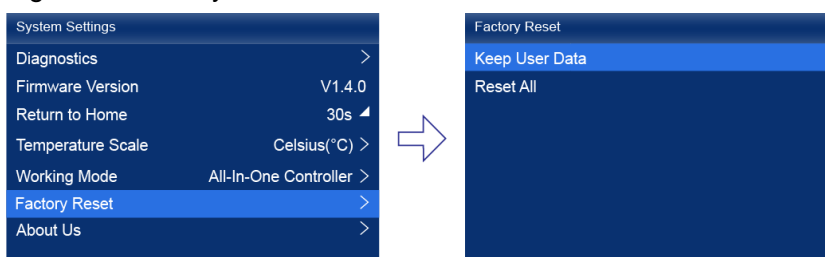 System Settings
Diagnostics >
Firmware Version V1.4.0
Return to Home 30s
Temperature Scale Celsius(°C) >
Working Mode All-In-One Controller >
Factory Reset >
About Us >
Factory Reset
Keep User Data
Reset All